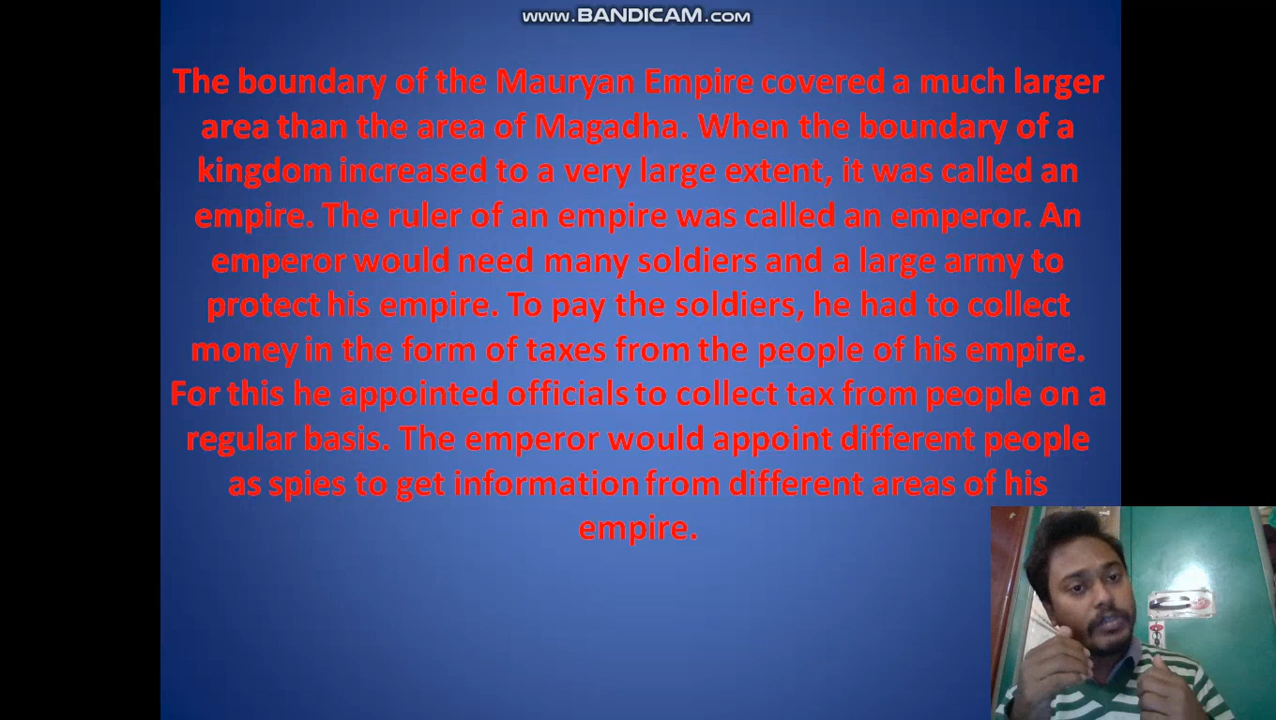 www.BANDICAM.com
The boundary of the Mauryan Empire covered a much larger
area than the area of Magadha. When the boundary of a
kingdom increased to a very large extent, it was called an
empire. The ruler of an empire was called an emperor. An
emperor would need many soldiers and a large army to
protect his empire. To pay the soldiers, he had to collect
money in the form of taxes from the people of his empire.
For this he appointed officials to collect tax from people on a
regular basis. The emperor would appoint different people
as spies to get information from different areas of his
empire.